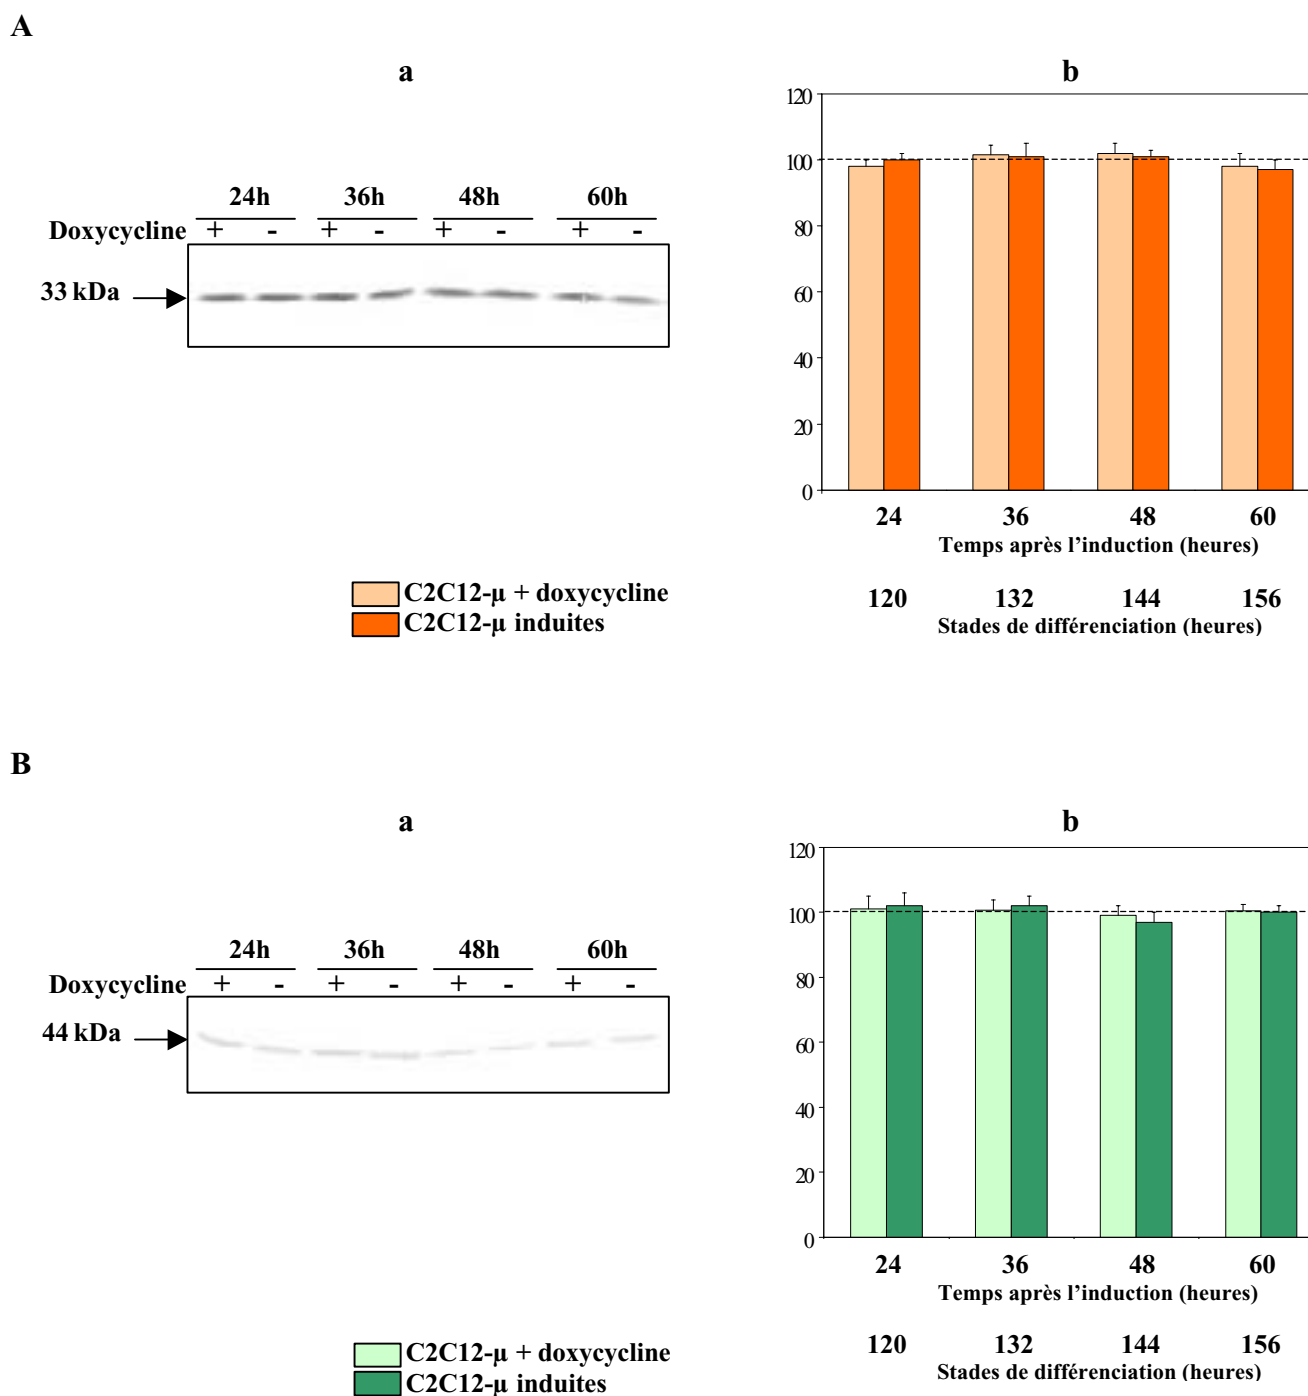 A
a
24h 36h 48h 60h
Doxycycline + - + - + - + -
33 kDa
b
120
100
80
60
40
20
0
24 36 48 60
Temps après l'induction (heures)
120 132 144 156
Stades de différenciation (heures)
C2C12-µ + doxycycline
C2C12-µ induites
B
a
24h 36h 48h 60h
Doxycycline + - + - + - + -
44 kDa
b
120
100
80
60
40
20
0
24 36 48 60
Temps après l'induction (heures)
120 132 144 156
Stades de différenciation (heures)
C2C12-µ + doxycycline
C2C12-µ induites